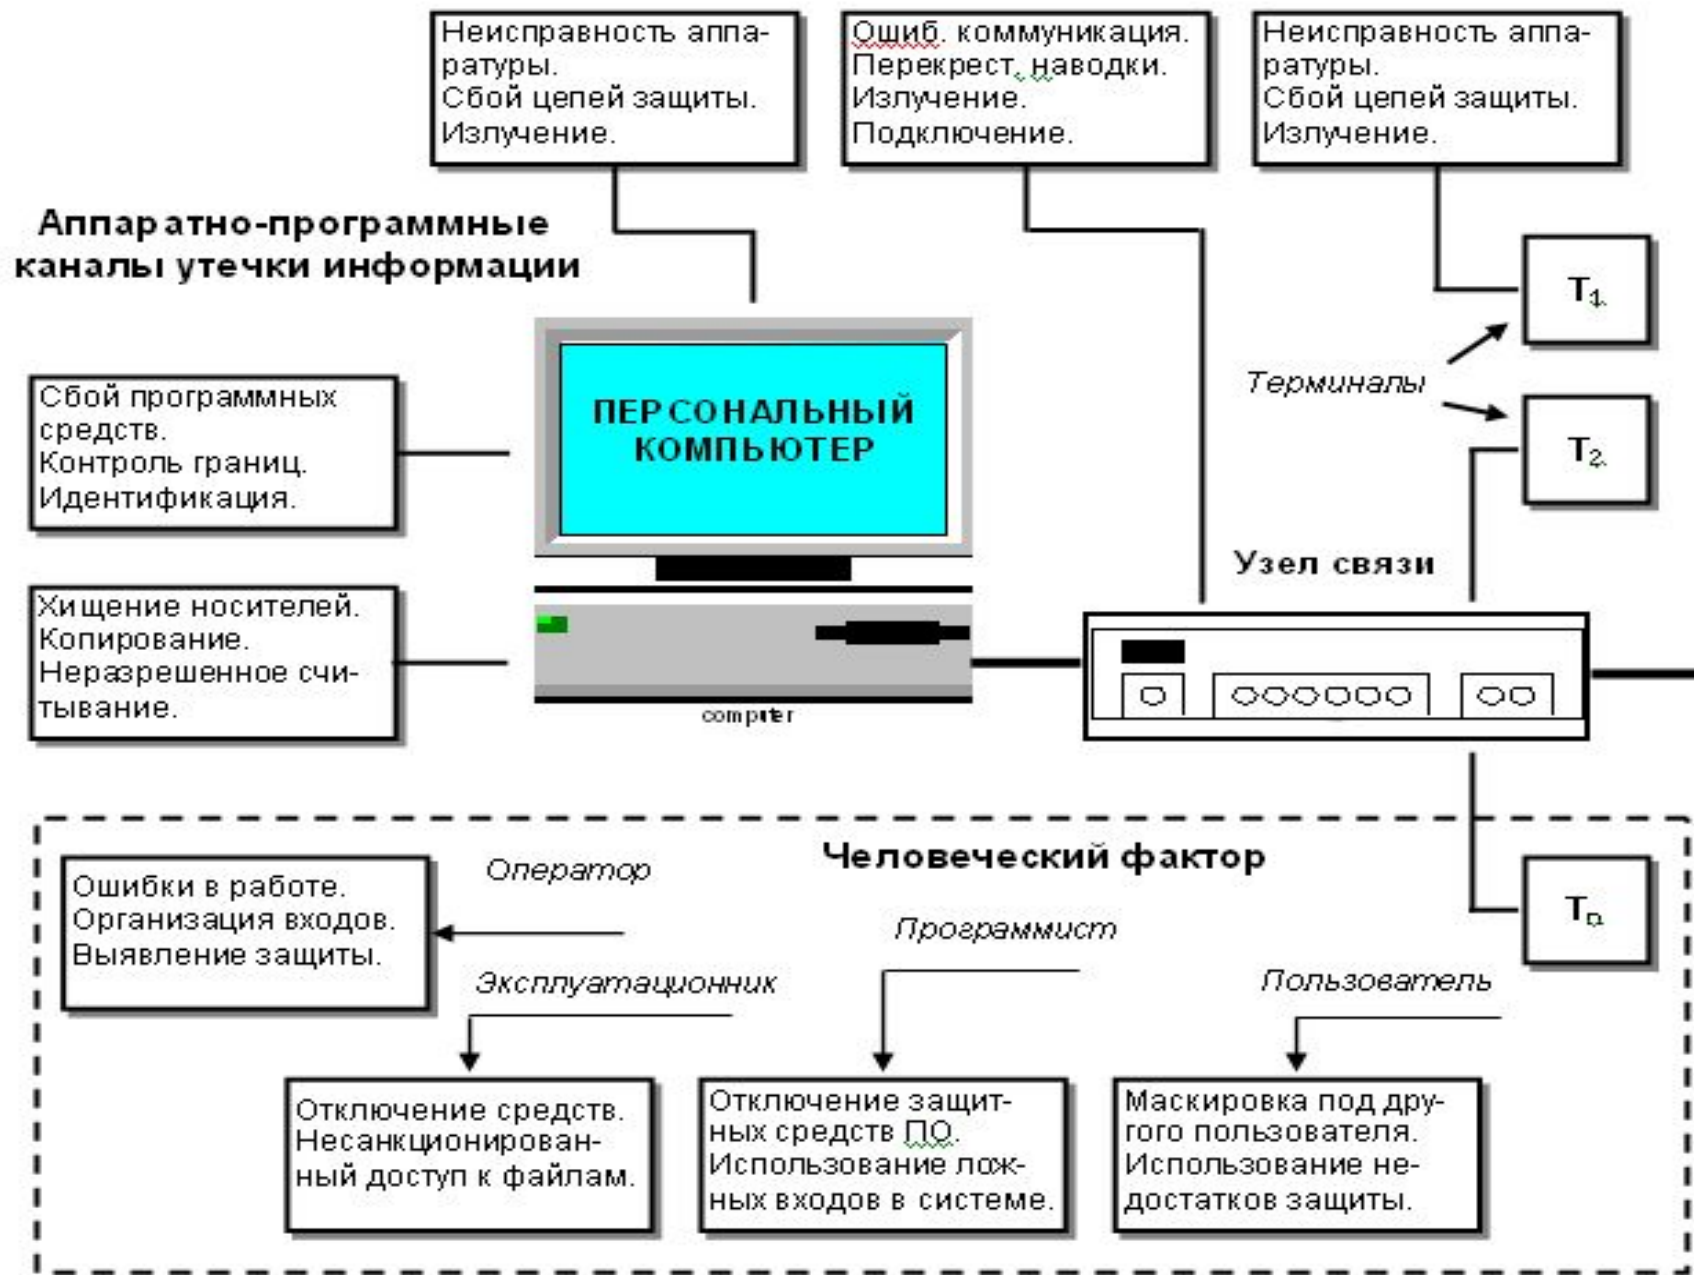 Неисправность аппа-
ратуры.
Сбой цепей защиты.
Излучение.
Ошиб. коммуникация.
Перекрест. наводки.
Излучение.
Подключение.
Неисправность аппа-
ратуры.
Сбой цепей защиты.
Излучение.
Аппаратно-программные
каналы утечки информации
T1.
Терминалы
T2.
Сбой программных
средств.
Контроль границ.
Идентификация.
ПЕРСОНАЛЬНЫЙ
КОМПЬЮТЕР
Узел связи
Хищение носителей.
Копирование.
Неразрешенное счи-
тывание.
computer
Человеческий фактор
Оператор
Ошибки в работе.
Организация входов.
Выявление защиты.
Программист
Tn.
Эксплуатационник
Пользователь
Отключение средств.
Несанкционирован-
ный доступ к файлам.
Отключение защит-
ных средств ПО.
Использование лож-
ных входов в системе.
Маскировка под дру-
гого пользователя.
Использование не-
достатков защиты.